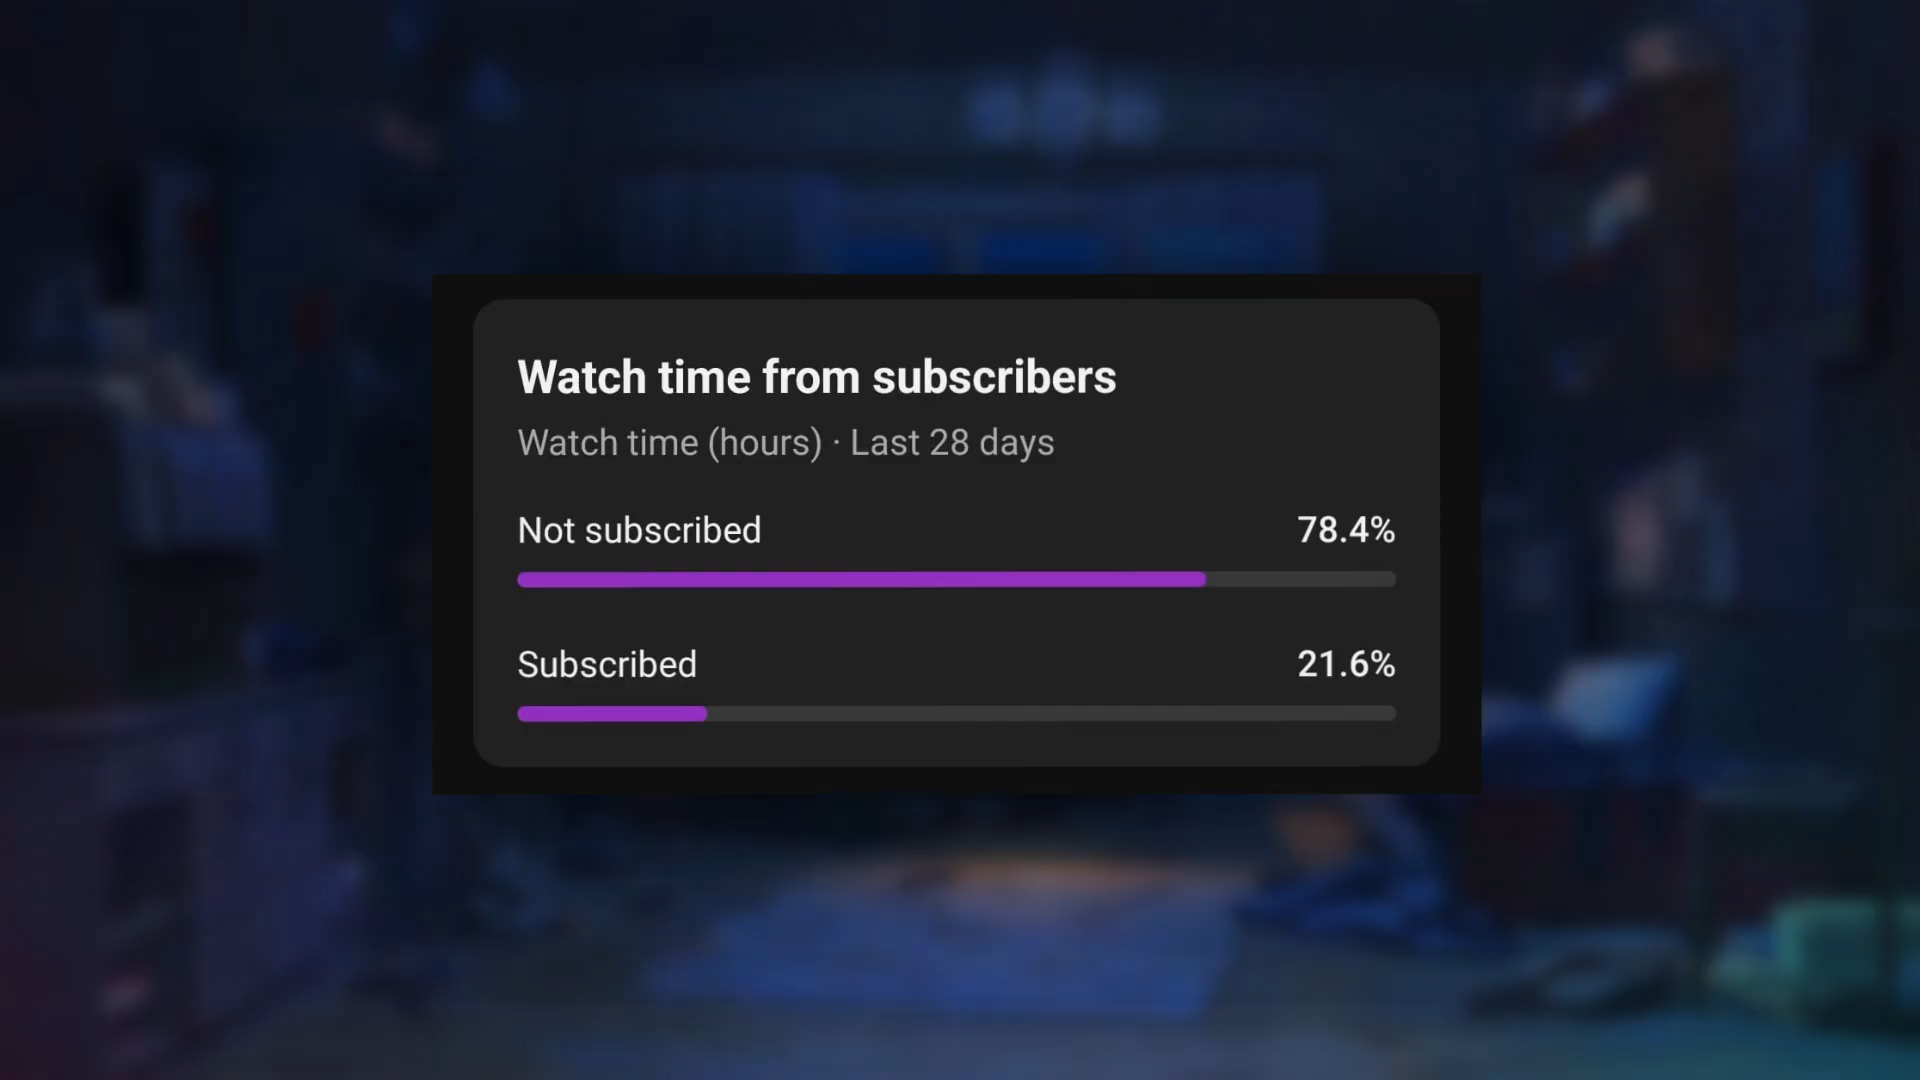 Watch time from subscribers
Watch time (hours) · Last 28 days
Not subscribed 78.4%
Subscribed 21.6%